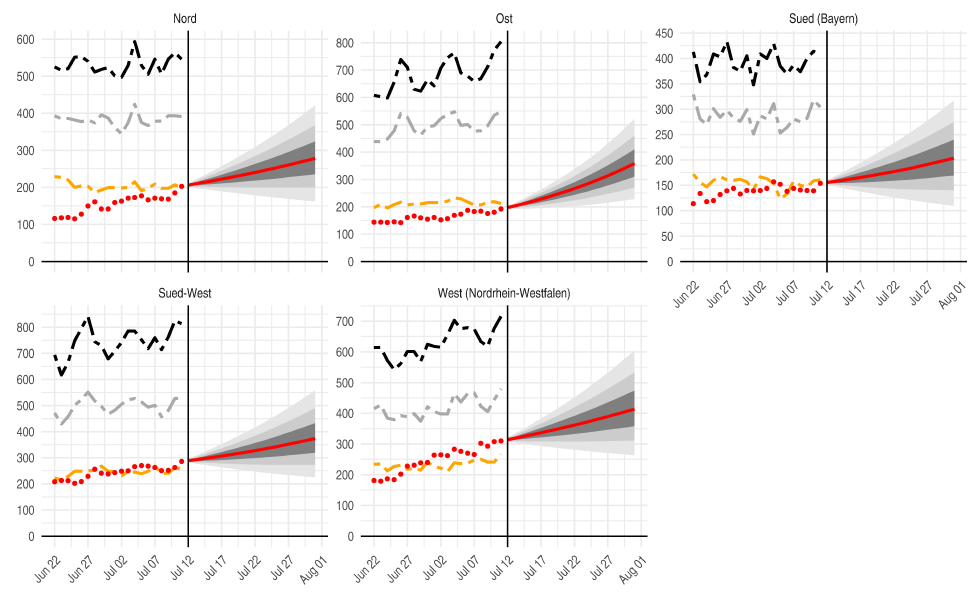 Nord
600
500
400
300
200
100
0
Ost
800
700
600
500
400
300
200
100
0
Sued (Bayern)
450
400
350
300
250
200
150
100
50
0
Jun 22
Jun 27
Jul 02
Jul 07
Jul 12
Jul 17
Jul 22
Jul 27
Aug 01
Sued-West
800
700
600
500
400
300
200
100
0
Jun 22
Jun 27
Jul 02
Jul 07
Jul 12
Jul 17
Jul 22
Jul 27
Aug 01
West (Nordrhein-Westfalen)
700
600
500
400
300
200
100
0
Jun 22
Jun 27
Jul 02
Jul 07
Jul 12
Jul 17
Jul 22
Jul 27
Aug 01